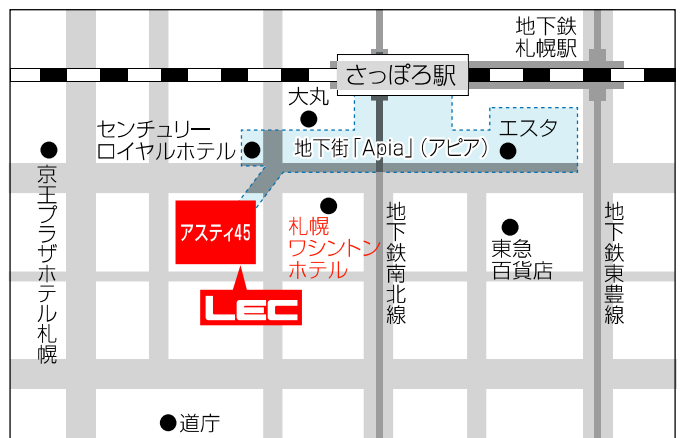 地下鉄
札幌駅
さっぽろ駅
大丸
センチュリー
ロイヤルホテル
地下街「Apia」（アピア）
エスタ
京王プラザホテル札幌
アスティ45
札幌
ワシントン
ホテル
地下鉄南北線
東急
百貨店
地下鉄東豊線
LEC
道庁